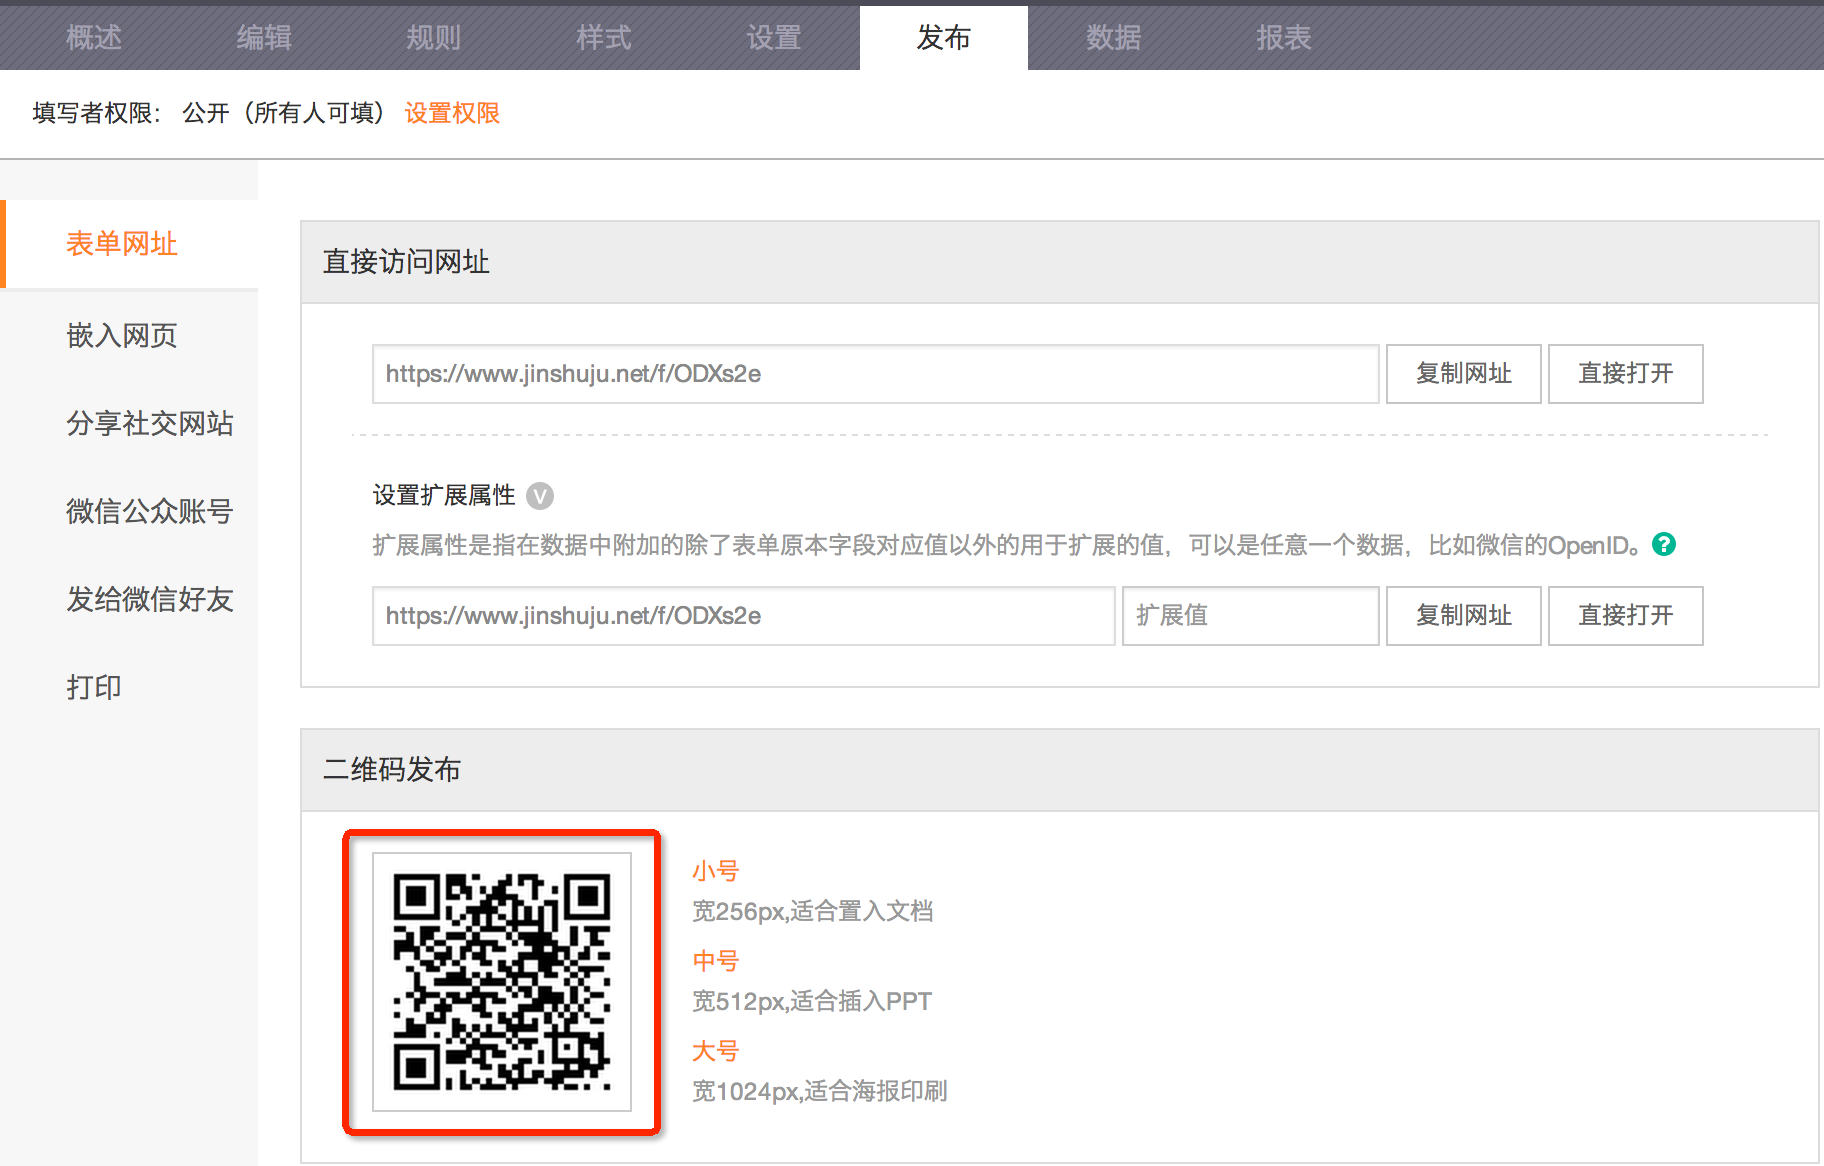 概述 编辑 规则 样式 设置 发布 数据 报表
填写者权限： 公开（所有人可填） 设置权限
表单网址
嵌入网页
分享社交网站
微信公众账号
发给微信好友
打印
直接访问网址
https://www.jinshuju.net/f/ODXs2e 复制网址 直接打开
设置扩展属性 V
扩展属性是指在数据中附加的除了表单原本字段对应值以外的用于扩展的值，可以是任意一个数据，比如微信的OpenID。 ?
https://www.jinshuju.net/f/ODXs2e 扩展值 复制网址 直接打开
二维码发布
小号
宽256px,适合置入文档
中号
宽512px,适合插入PPT
大号
宽1024px,适合海报印刷